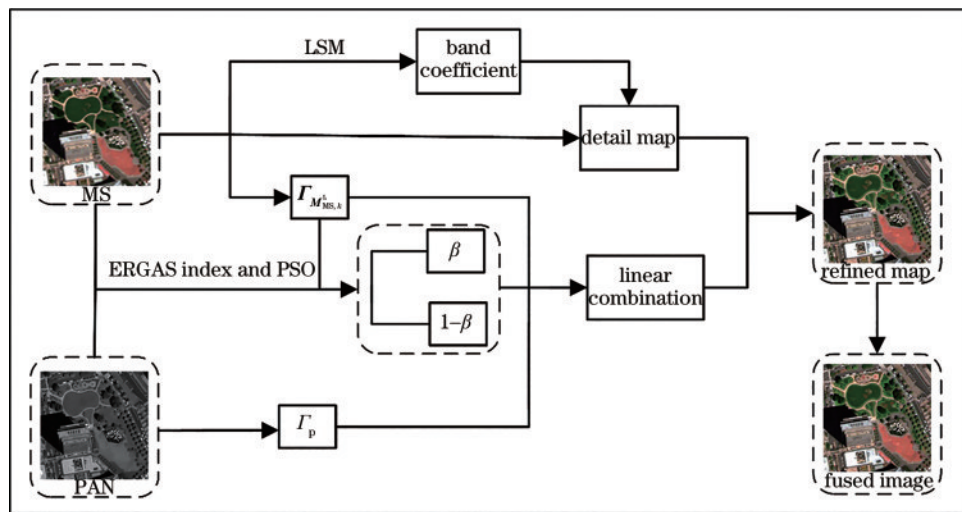 LSM
band
coefficient
detail map
MS
Γ_{M^{L}_{MS,k}}
ERGAS index and PSO
β
1−β
linear
combination
refined map
PAN
Γ_p
fused image